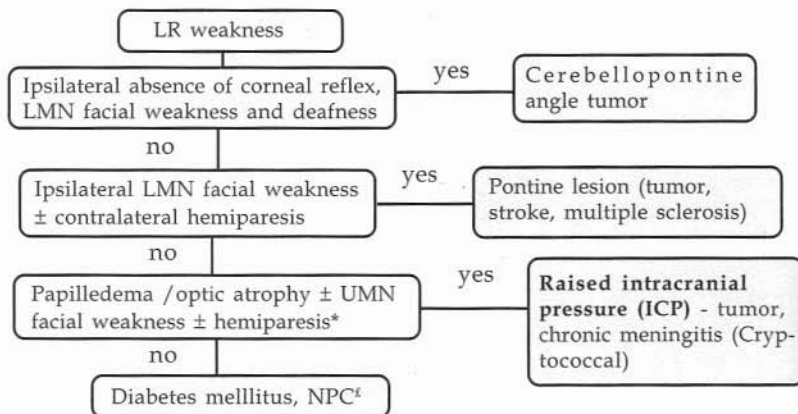 LR weakness
Ipsilateral absence of corneal reflex,
LMN facial weakness and deafness
yes
Cerebellopontine
angle tumor
no
Ipsilateral LMN facial weakness
± contralateral hemiparesis
yes
Pontine lesion (tumor,
stroke, multiple sclerosis)
no
Papilledema /optic atrophy ± UMN
facial weakness ± hemiparesis*
yes
Raised intracranial
pressure (ICP) - tumor,
chronic meningitis (Cryp-
tococcal)
no
Diabetes melllitus, NPC£